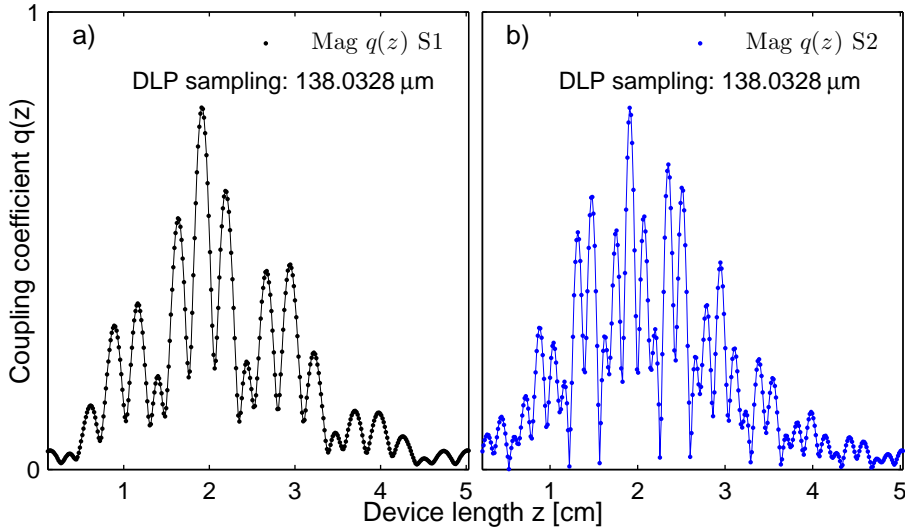 1
a)
Mag q(z) S1
DLP sampling: 138.0328 μm
b)
Mag q(z) S2
DLP sampling: 138.0328 μm
Coupling coefficient q(z)
0
1 2 3 4 5
1 2 3 4 5
Device length z [cm]